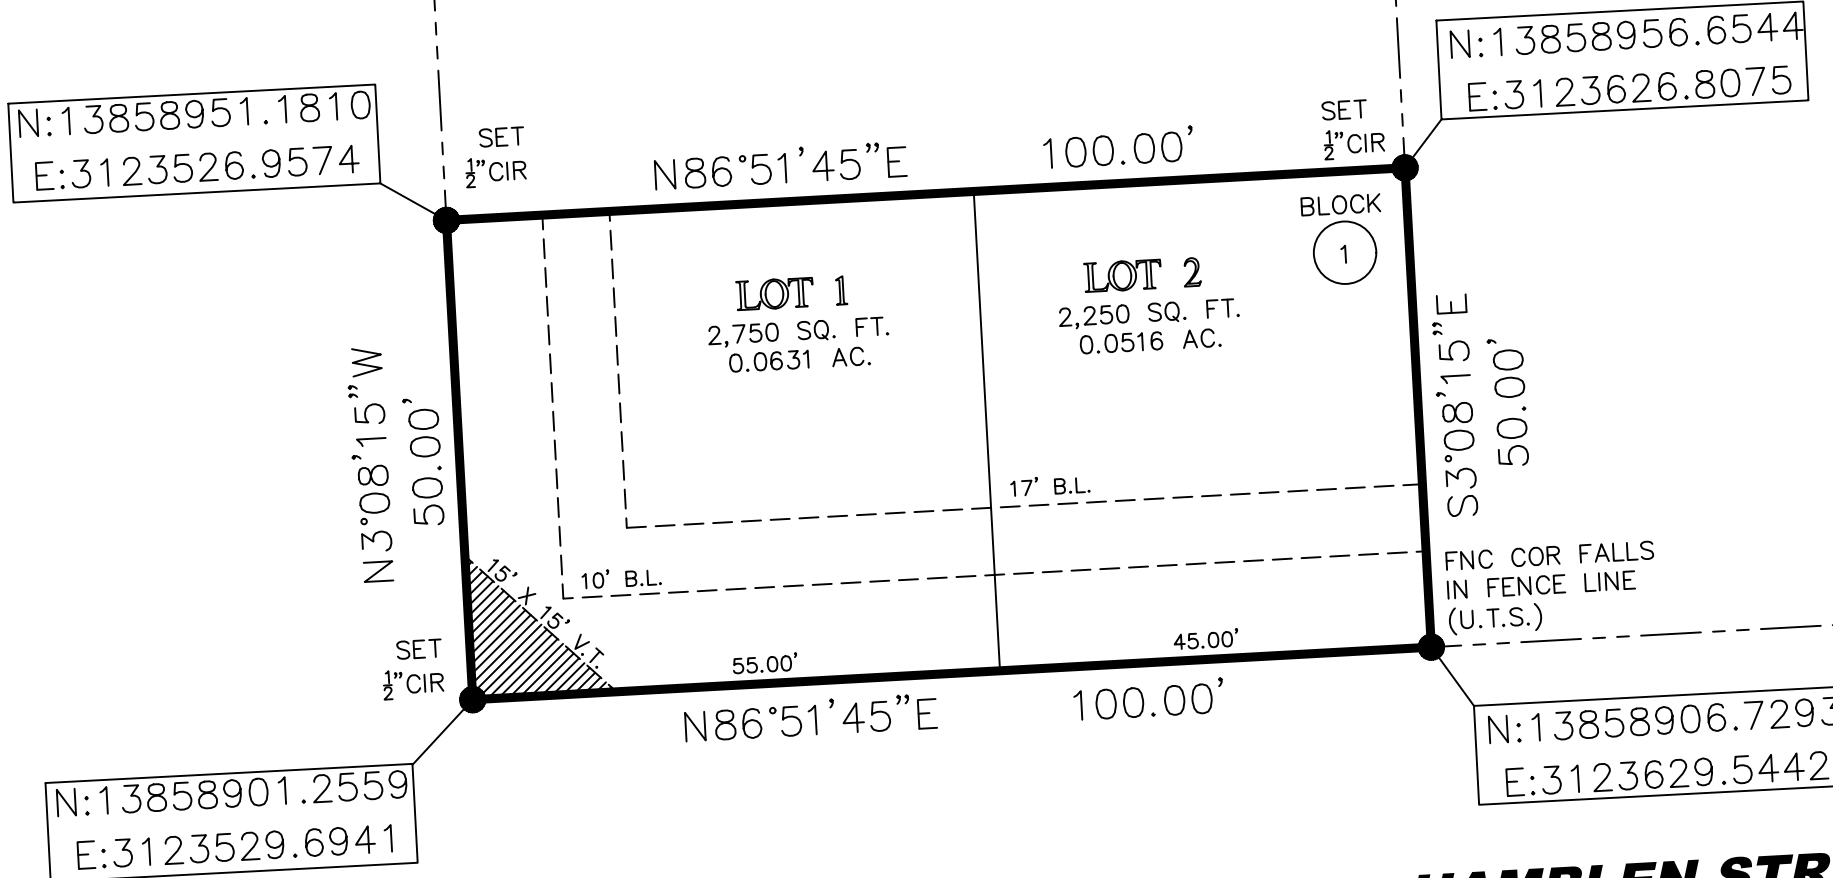 N:13858951.1810
E:3123526.9574
N:13858956.6544
E:3123626.8075
SET
½"CIR
N86°51'45"E 100.00'
SET
½"CIR
BLOCK
1
LOT 1
2,750 SQ. FT.
0.0631 AC.
LOT 2
2,250 SQ. FT.
0.0516 AC.
N3°08'15"W
50.00'
S3°08'15"E
50.00'
17' B.L.
10' B.L.
15' X 15' V.T.
FNC COR FALLS
IN FENCE LINE
(U.T.S.)
SET
½"CIR
55.00'
45.00'
N86°51'45"E 100.00'
N:13858906.7293
E:3123629.5442
N:13858901.2559
E:3123529.6941
HAMBLEN STR